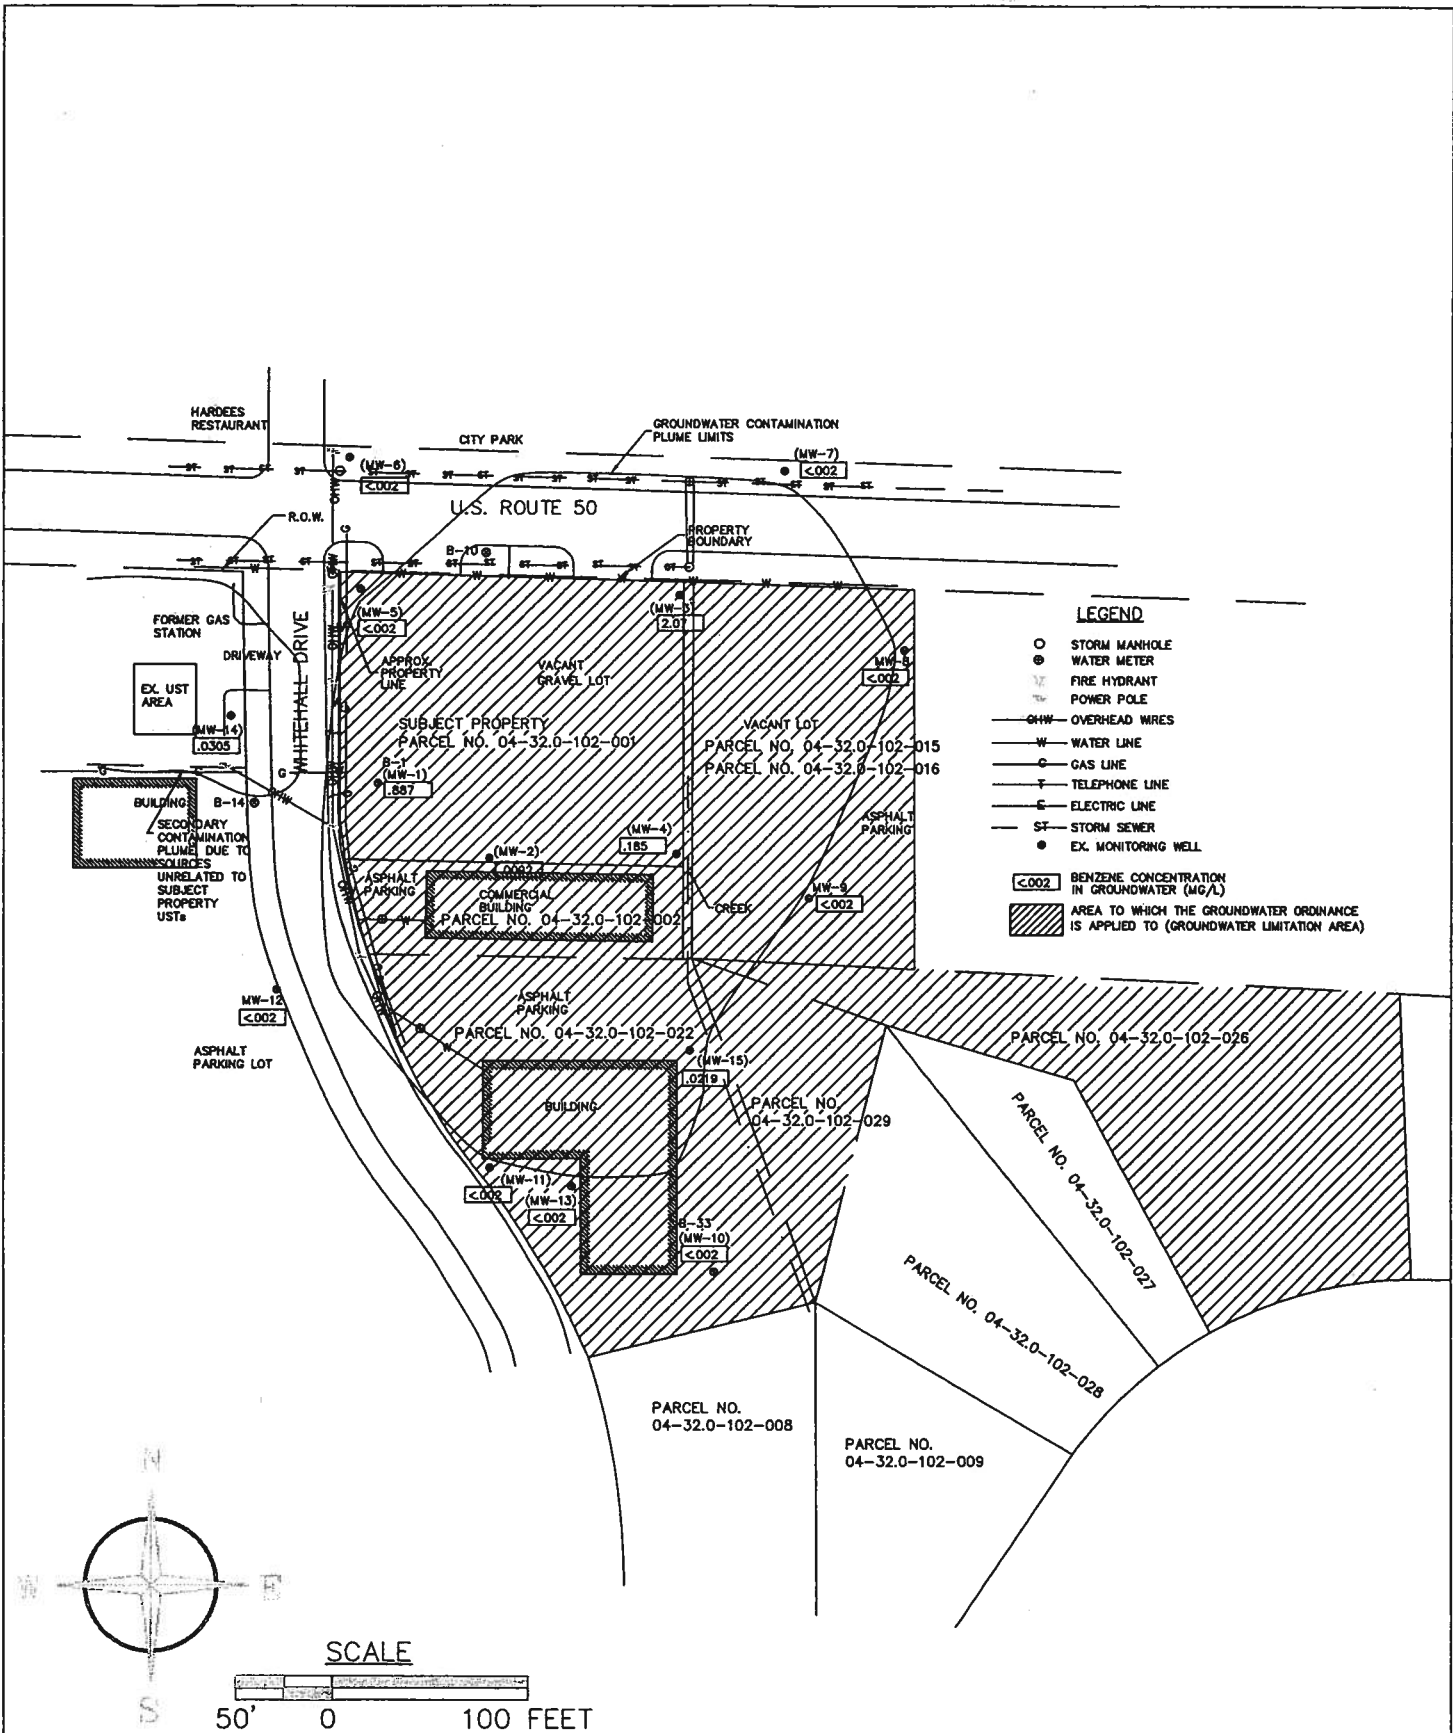 HARDEES
RESTAURANT
CITY PARK
GROUNDWATER CONTAMINATION
PLUME LIMITS
(MW-6)
<.002
(MW-7)
<.002
R.O.W.
U.S. ROUTE 50
B-10
PROPERTY
BOUNDARY
FORMER GAS
STATION
DRIVEWAY
EX. UST
AREA
(MW-14)
.0305
WHITEHALL DRIVE
(MW-5)
<.002
APPROX.
PROPERTY
LINE
VACANT
GRAVEL LOT
(MW-3)
2.07
MW-8
<.002
SUBJECT PROPERTY
PARCEL NO. 04-32.0-102-001
VACANT LOT
PARCEL NO. 04-32.0-102-015
PARCEL NO. 04-32.0-102-016
B-1
(MW-1)
.887
BUILDING
B-14
SECONDARY
CONTAMINATION
PLUME DUE TO
SOURCES
UNRELATED TO
SUBJECT
PROPERTY
USTs
(MW-2)
(MW-4)
.185
ASPHALT
PARKING
ASPHALT
PARKING
COMMERCIAL
BUILDING
PARCEL NO. 04-32.0-102-002
CREEK
MW-9
<.002
MW-12
<.002
ASPHALT
PARKING LOT
ASPHALT
PARKING
PARCEL NO. 04-32.0-102-022
(MW-15)
.0219
BUILDING
PARCEL NO.
04-32.0-102-029
PARCEL NO. 04-32.0-102-026
PARCEL NO. 04-32.0-102-027
PARCEL NO. 04-32.0-102-028
(MW-11)
<.002
(MW-13)
<.002
B-33
(MW-10)
<.002
PARCEL NO.
04-32.0-102-008
PARCEL NO.
04-32.0-102-009
LEGEND
STORM MANHOLE
WATER METER
FIRE HYDRANT
POWER POLE
OHW OVERHEAD WIRES
W WATER LINE
G GAS LINE
T TELEPHONE LINE
E ELECTRIC LINE
ST STORM SEWER
EX. MONITORING WELL
<.002 BENZENE CONCENTRATION
IN GROUNDWATER (MG/L)
AREA TO WHICH THE GROUNDWATER ORDINANCE
IS APPLIED TO (GROUNDWATER LIMITATION AREA)
N
W
E
S
SCALE
50' 0 100 FEET